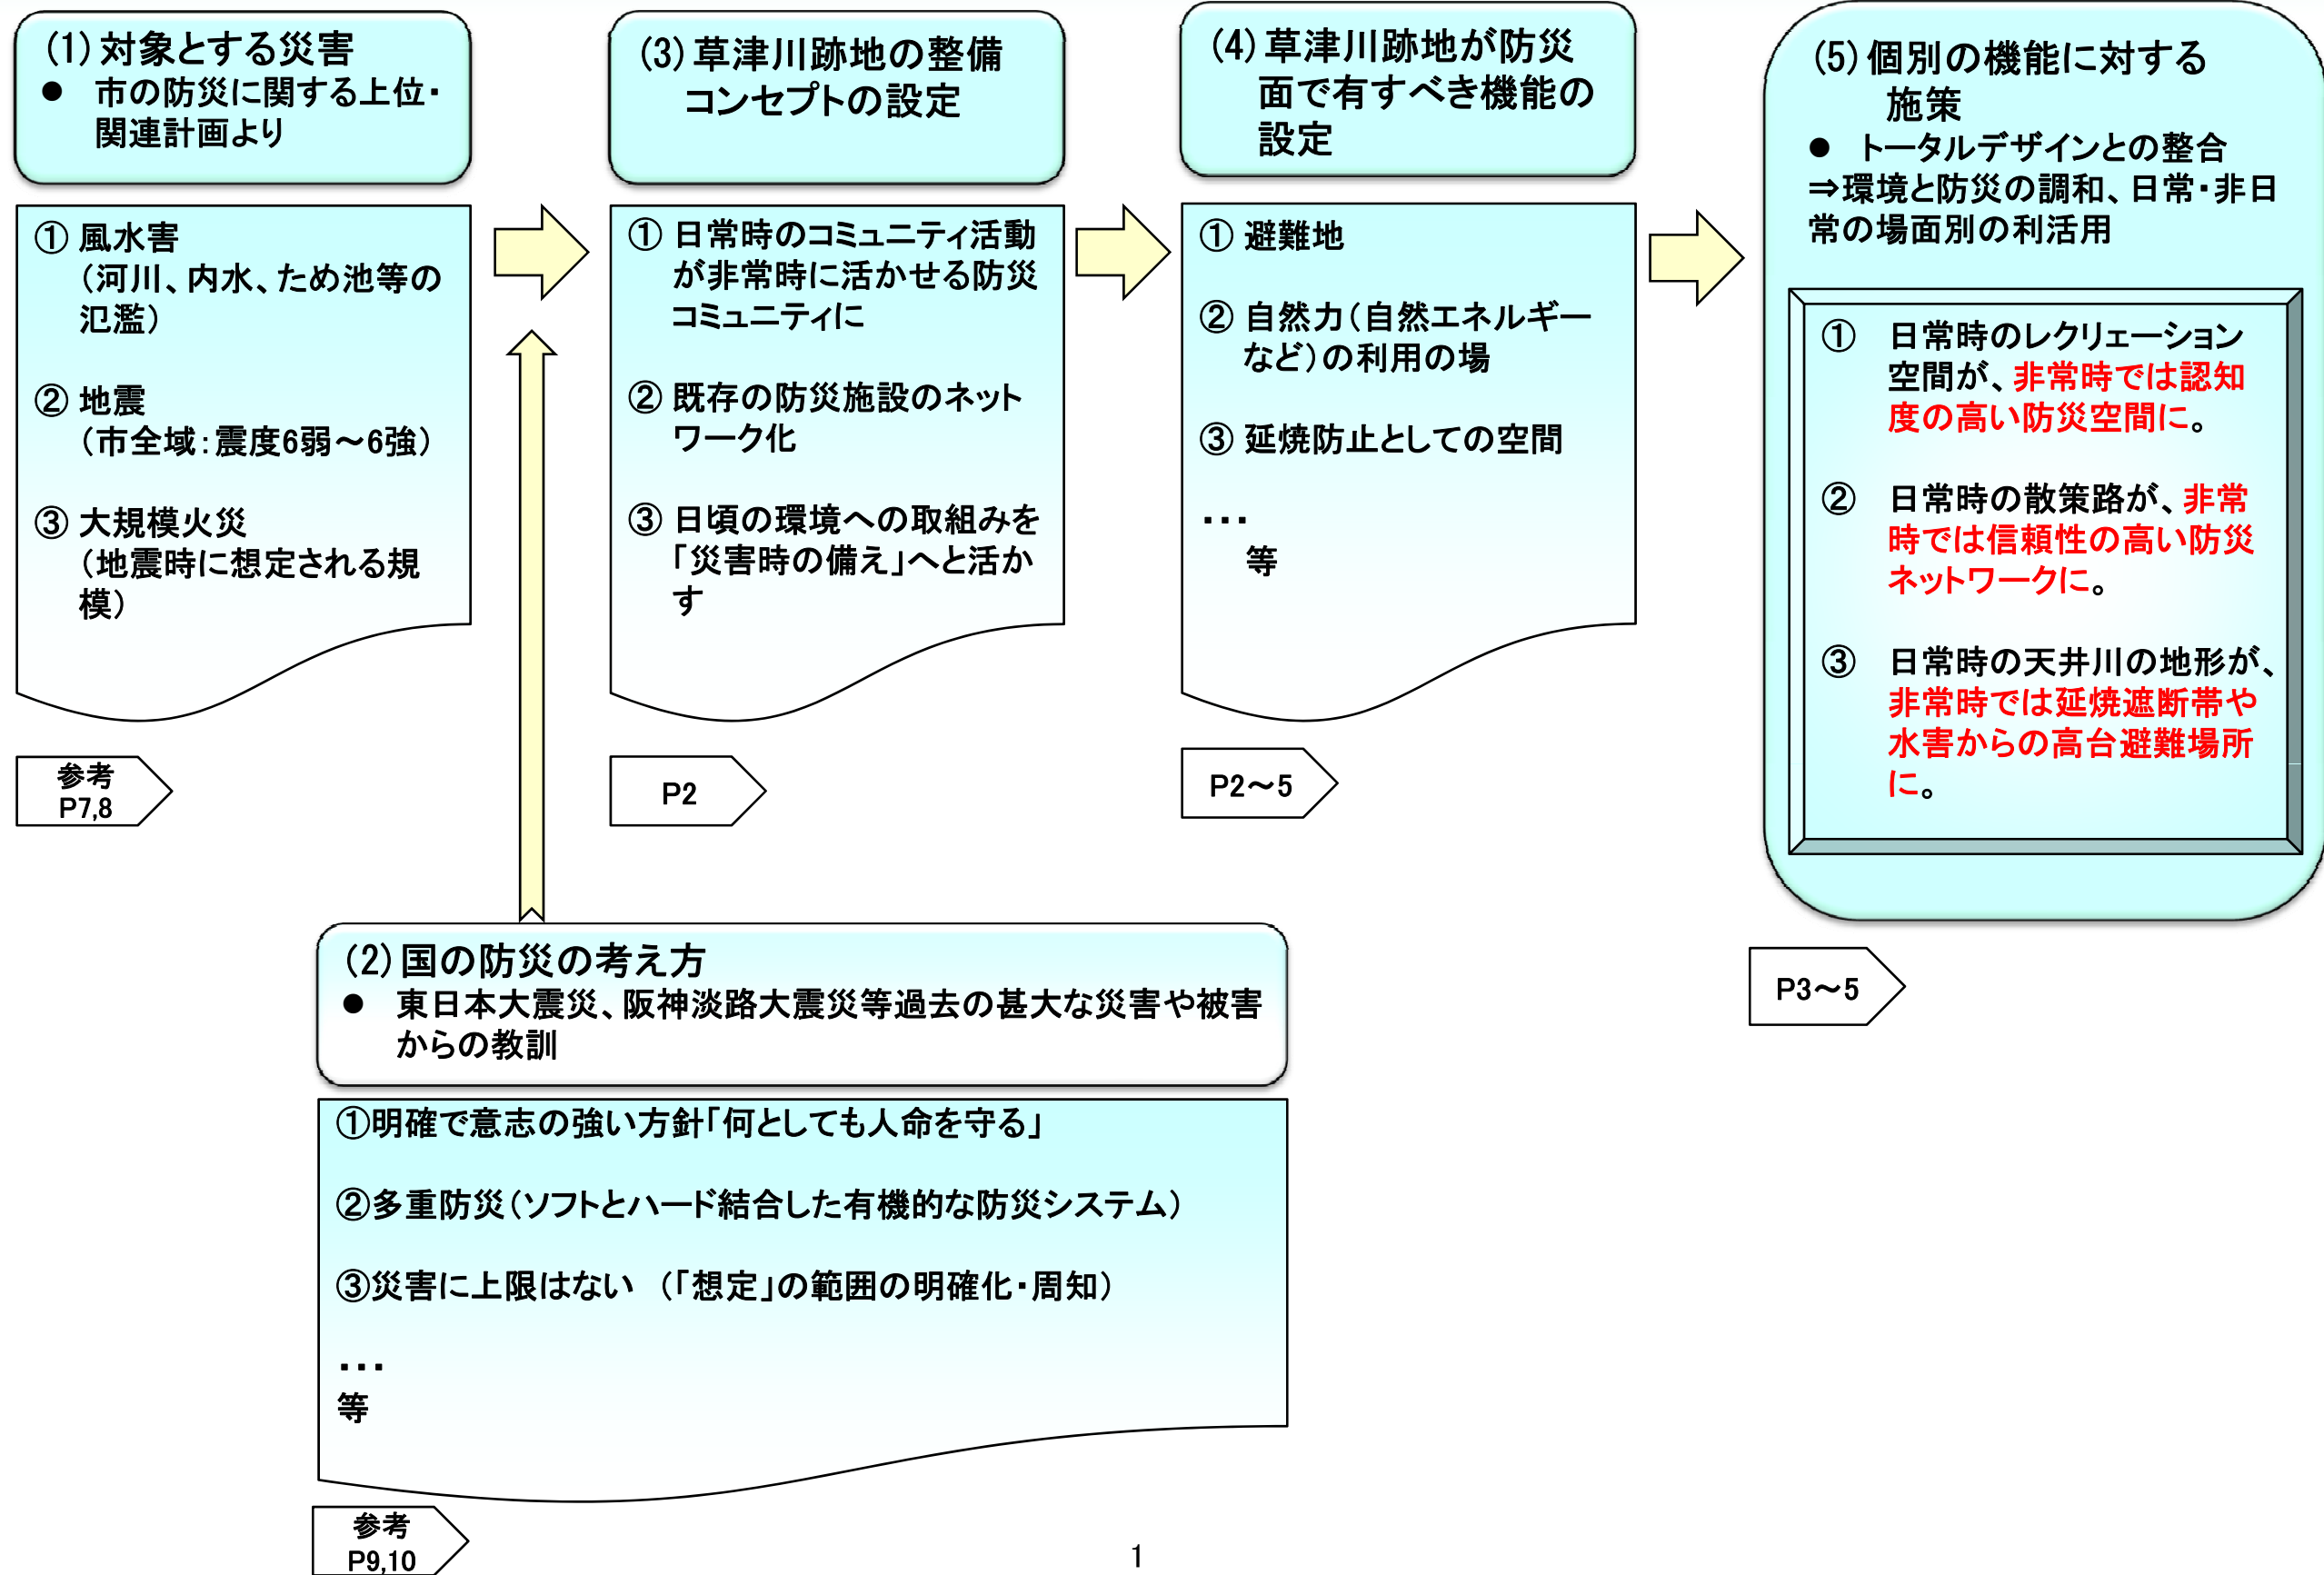 (1)対象とする災害
● 市の防災に関する上位・
関連計画より
① 風水害
（河川、内水、ため池等の
氾濫）
② 地震
（市全域：震度6弱～6強）
③ 大規模火災
（地震時に想定される規
模）
参考
P7,8
(2)国の防災の考え方
● 東日本大震災、阪神淡路大震災等過去の甚大な災害や被害
からの教訓
①明確で意志の強い方針「何としても人命を守る」
②多重防災（ソフトとハード結合した有機的な防災システム）
③災害に上限はない （「想定」の範囲の明確化・周知）
・・・
等
参考
P9,10
(3)草津川跡地の整備
コンセプトの設定
① 日常時のコミュニティ活動
が非常時に活かせる防災
コミュニティに
② 既存の防災施設のネット
ワーク化
③ 日頃の環境への取組みを
「災害時の備え」へと活か
す
P2
(4)草津川跡地が防災
面で有すべき機能の
設定
① 避難地
② 自然力（自然エネルギー
など）の利用の場
③ 延焼防止としての空間
・・・
等
P2～5
(5)個別の機能に対する
施策
● トータルデザインとの整合
⇒環境と防災の調和、日常・非日
常の場面別の利活用
① 日常時のレクリェーション
空間が、非常時では認知
度の高い防災空間に。
② 日常時の散策路が、非常
時では信頼性の高い防災
ネットワークに。
③ 日常時の天井川の地形が、
非常時では延焼遮断帯や
水害からの高台避難場所
に。
P3～5
1